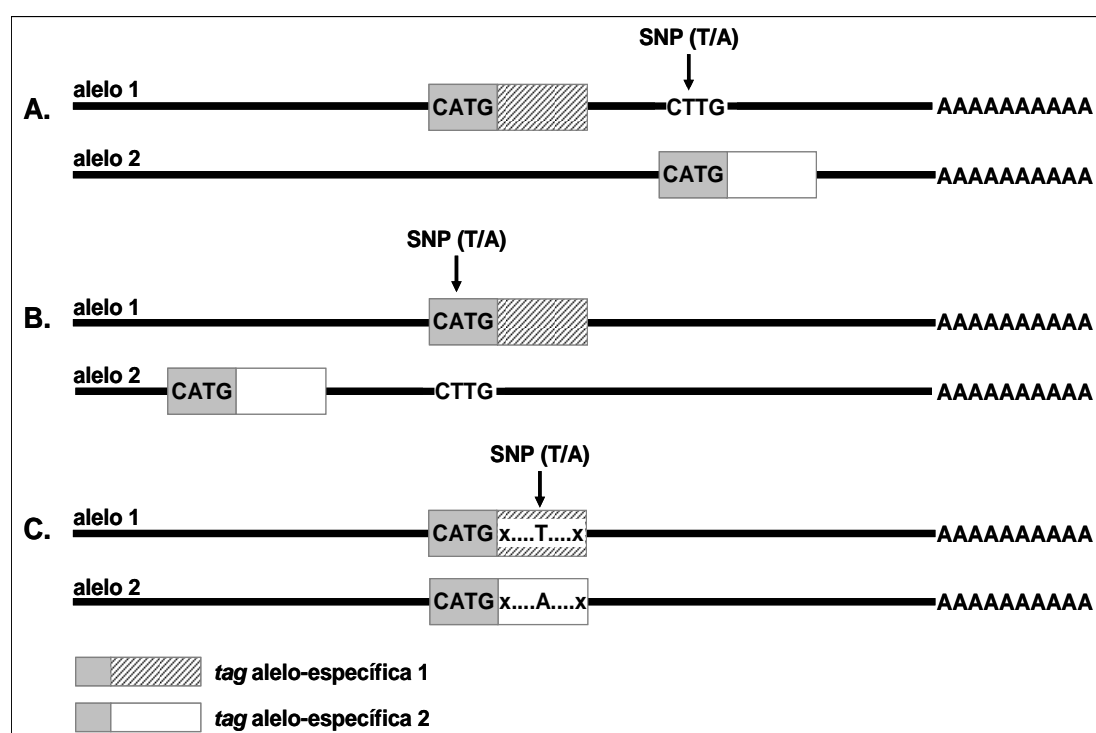 SNP (T/A)
A.
alelo 1
CATG
CTTG
AAAAAAAAAA
alelo 2
CATG
AAAAAAAAAA
SNP (T/A)
B.
alelo 1
CATG
AAAAAAAAAA
alelo 2
CATG
CTTG
AAAAAAAAAA
SNP (T/A)
C.
alelo 1
CATG x....T....x
AAAAAAAAAA
alelo 2
CATG x....A....x
AAAAAAAAAA
tag alelo-específica 1
tag alelo-específica 2